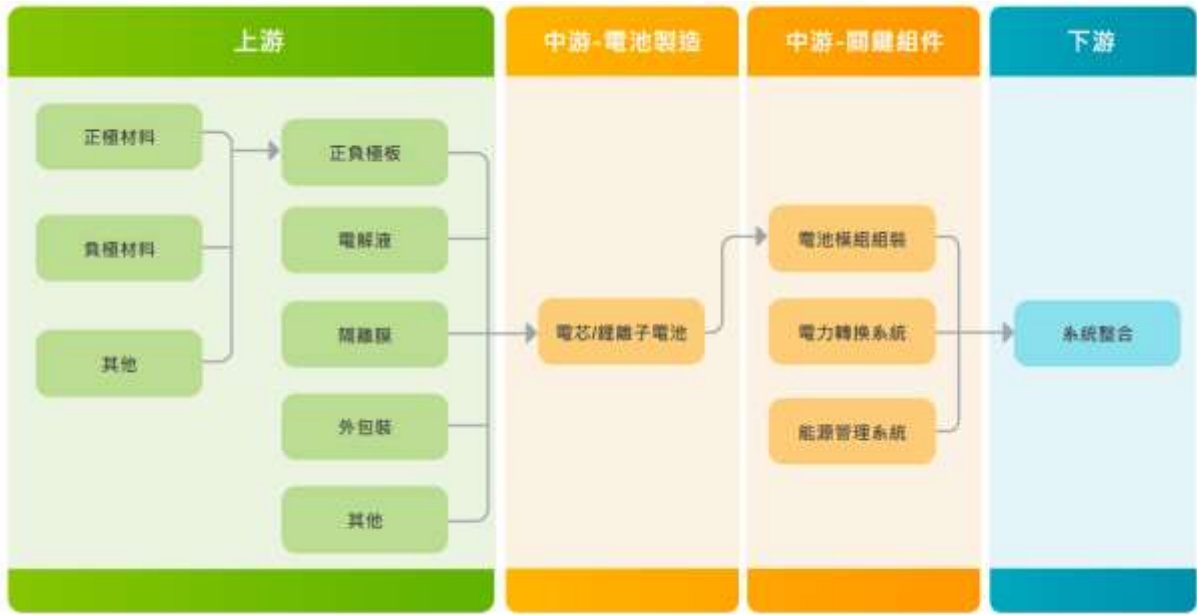 上游
正極材料
負極材料
其他
正負極板
電解液
隔離膜
外包裝
其他
中游-電池製造
電芯/鋰離子電池
中游-關鍵組件
電池模組組裝
電力轉換系統
能源管理系統
下游
系統整合